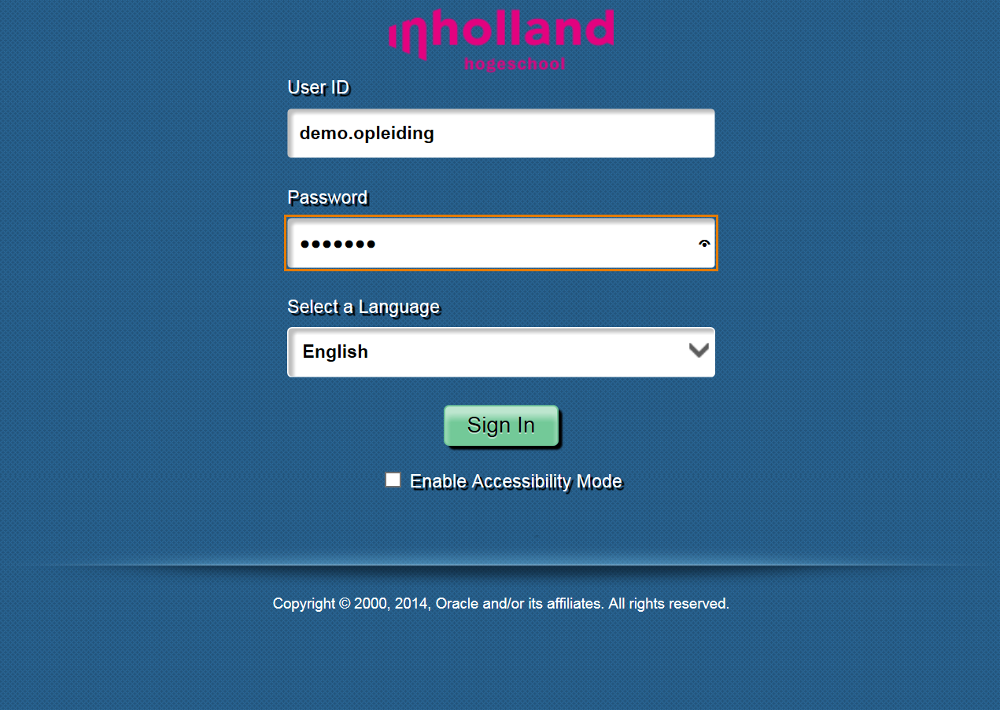 inholland
hogeschool
User ID
demo.opleiding
Password
•••••••
Select a Language
English
Sign In
Enable Accessibility Mode
Copyright © 2000, 2014, Oracle and/or its affiliates. All rights reserved.